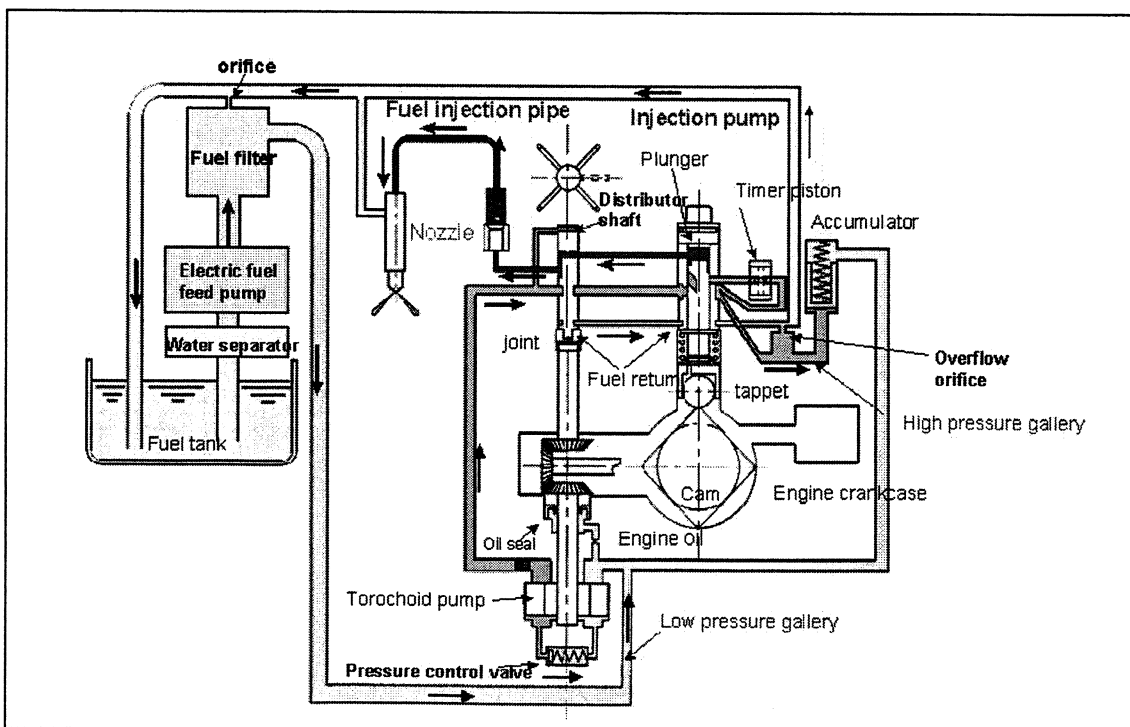 orifice
Fuel injection pipe
Injection pump
Fuel filter
Plunger
Timer piston
Distributor
shaft
Accumulator
Nozzle
Electric fuel
feed pump
Water separator
joint
Fuel return
tappet
Overflow
orifice
Fuel tank
High pressure gallery
Cam
Engine crankcase
Oil seal
Engine oil
Torochoid pump
Low pressure gallery
Pressure control valve